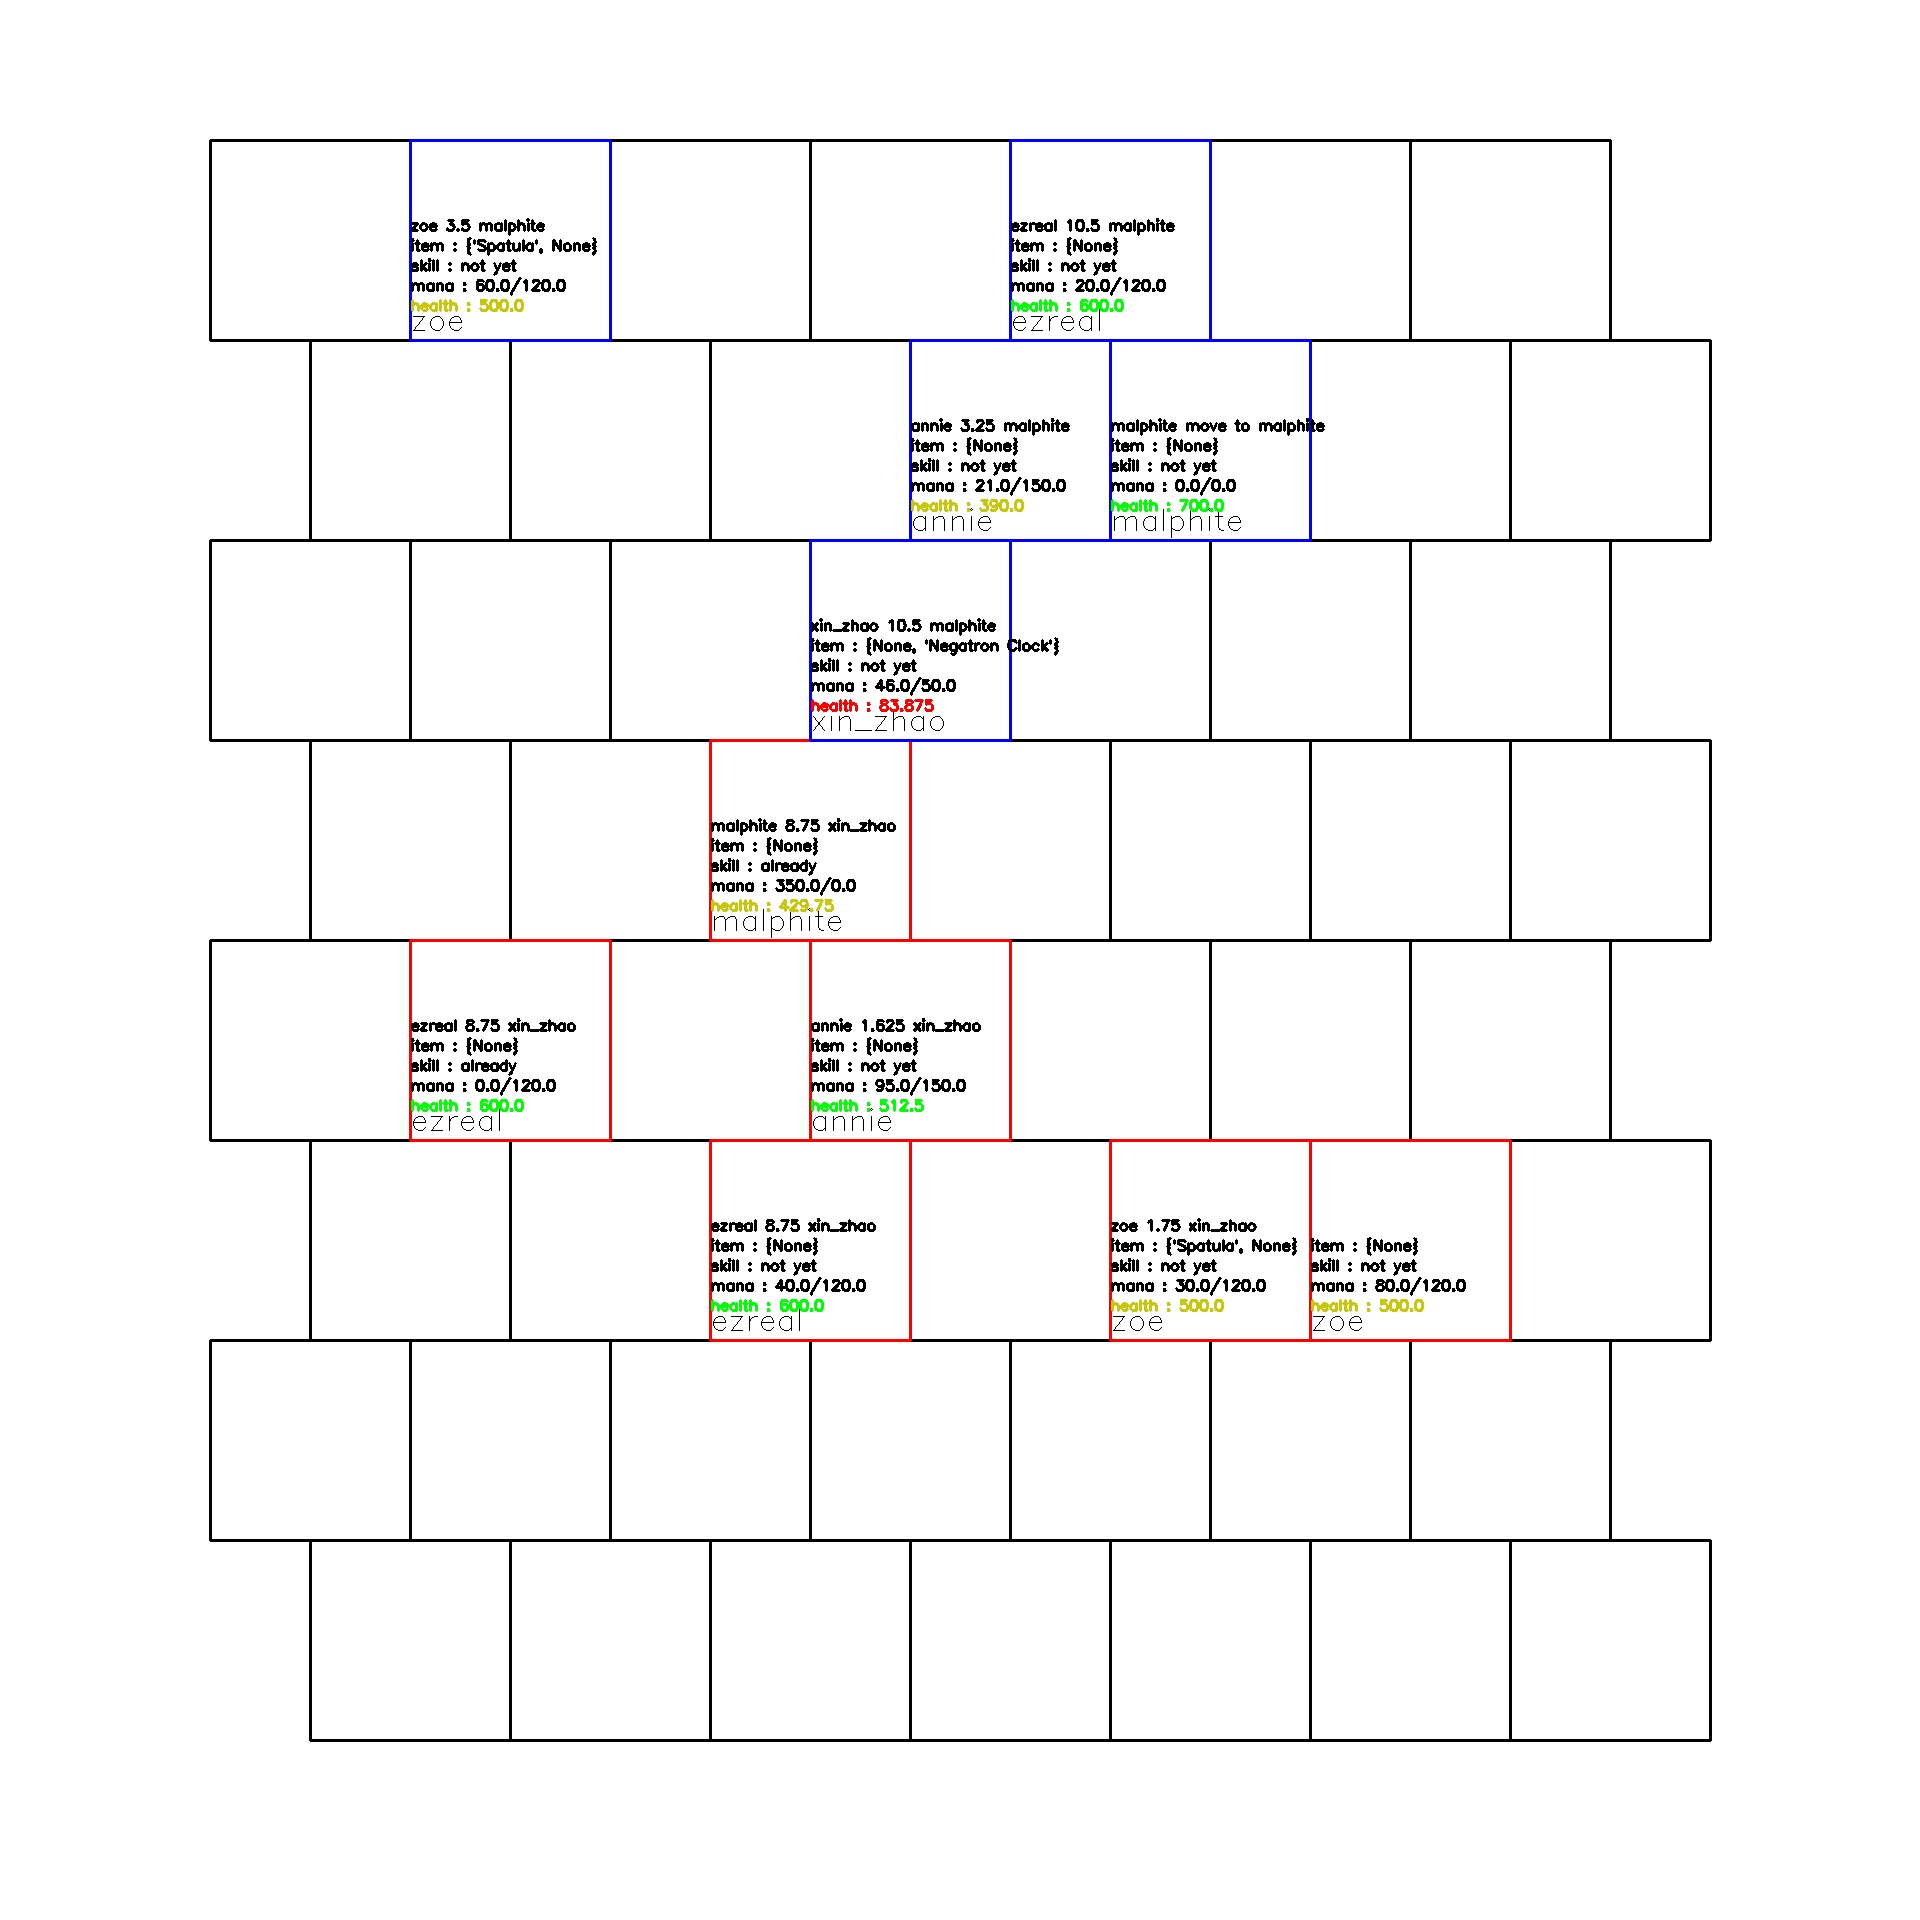 zoe 3.5 malphite
item : {'Spatula', None}
skill : not yet
mana : 60.0/120.0
health : 500.0
zoe
ezreal 10.5 malphite
item : {None}
skill : not yet
mana : 20.0/120.0
health : 600.0
ezreal
annie 3.25 malphite
item : {None}
skill : not yet
mana : 21.0/150.0
health : 390.0
annie
malphite move to malphite
item : {None}
skill : not yet
mana : 0.0/0.0
health : 700.0
malphite
xin_zhao 10.5 malphite
item : {None, 'Negatron Clock'}
skill : not yet
mana : 46.0/50.0
health : 83.875
xin_zhao
malphite 8.75 xin_zhao
item : {None}
skill : already
mana : 350.0/0.0
health : 429.75
malphite
ezreal 8.75 xin_zhao
item : {None}
skill : already
mana : 0.0/120.0
health : 600.0
ezreal
annie 1.625 xin_zhao
item : {None}
skill : not yet
mana : 95.0/150.0
health : 512.5
annie
ezreal 8.75 xin_zhao
item : {None}
skill : not yet
mana : 40.0/120.0
health : 600.0
ezreal
zoe 1.75 xin_zhao
item : {'Spatula', None}
skill : not yet
mana : 30.0/120.0
health : 500.0
zoe
item : {None}
skill : not yet
mana : 80.0/120.0
health : 500.0
zoe